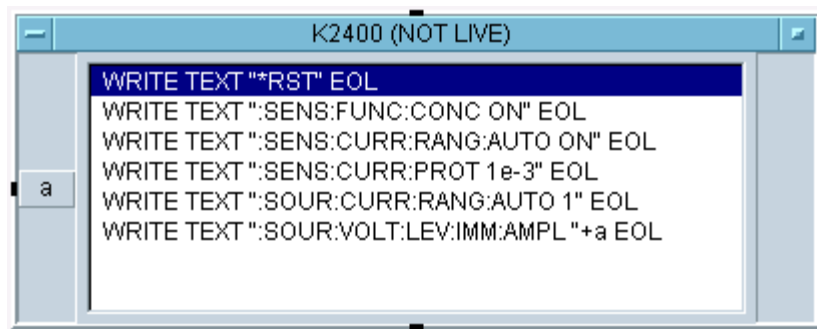 K2400 (NOT LIVE)
WRITE TEXT "*RST" EOL
WRITE TEXT ":SENS:FUNC:CONC ON" EOL
WRITE TEXT ":SENS:CURR:RANG:AUTO ON" EOL
WRITE TEXT ":SENS:CURR:PROT 1e-3" EOL
a
WRITE TEXT ":SOUR:CURR:RANG:AUTO 1" EOL
WRITE TEXT ":SOUR:VOLT:LEV:IMM:AMPL "+a EOL